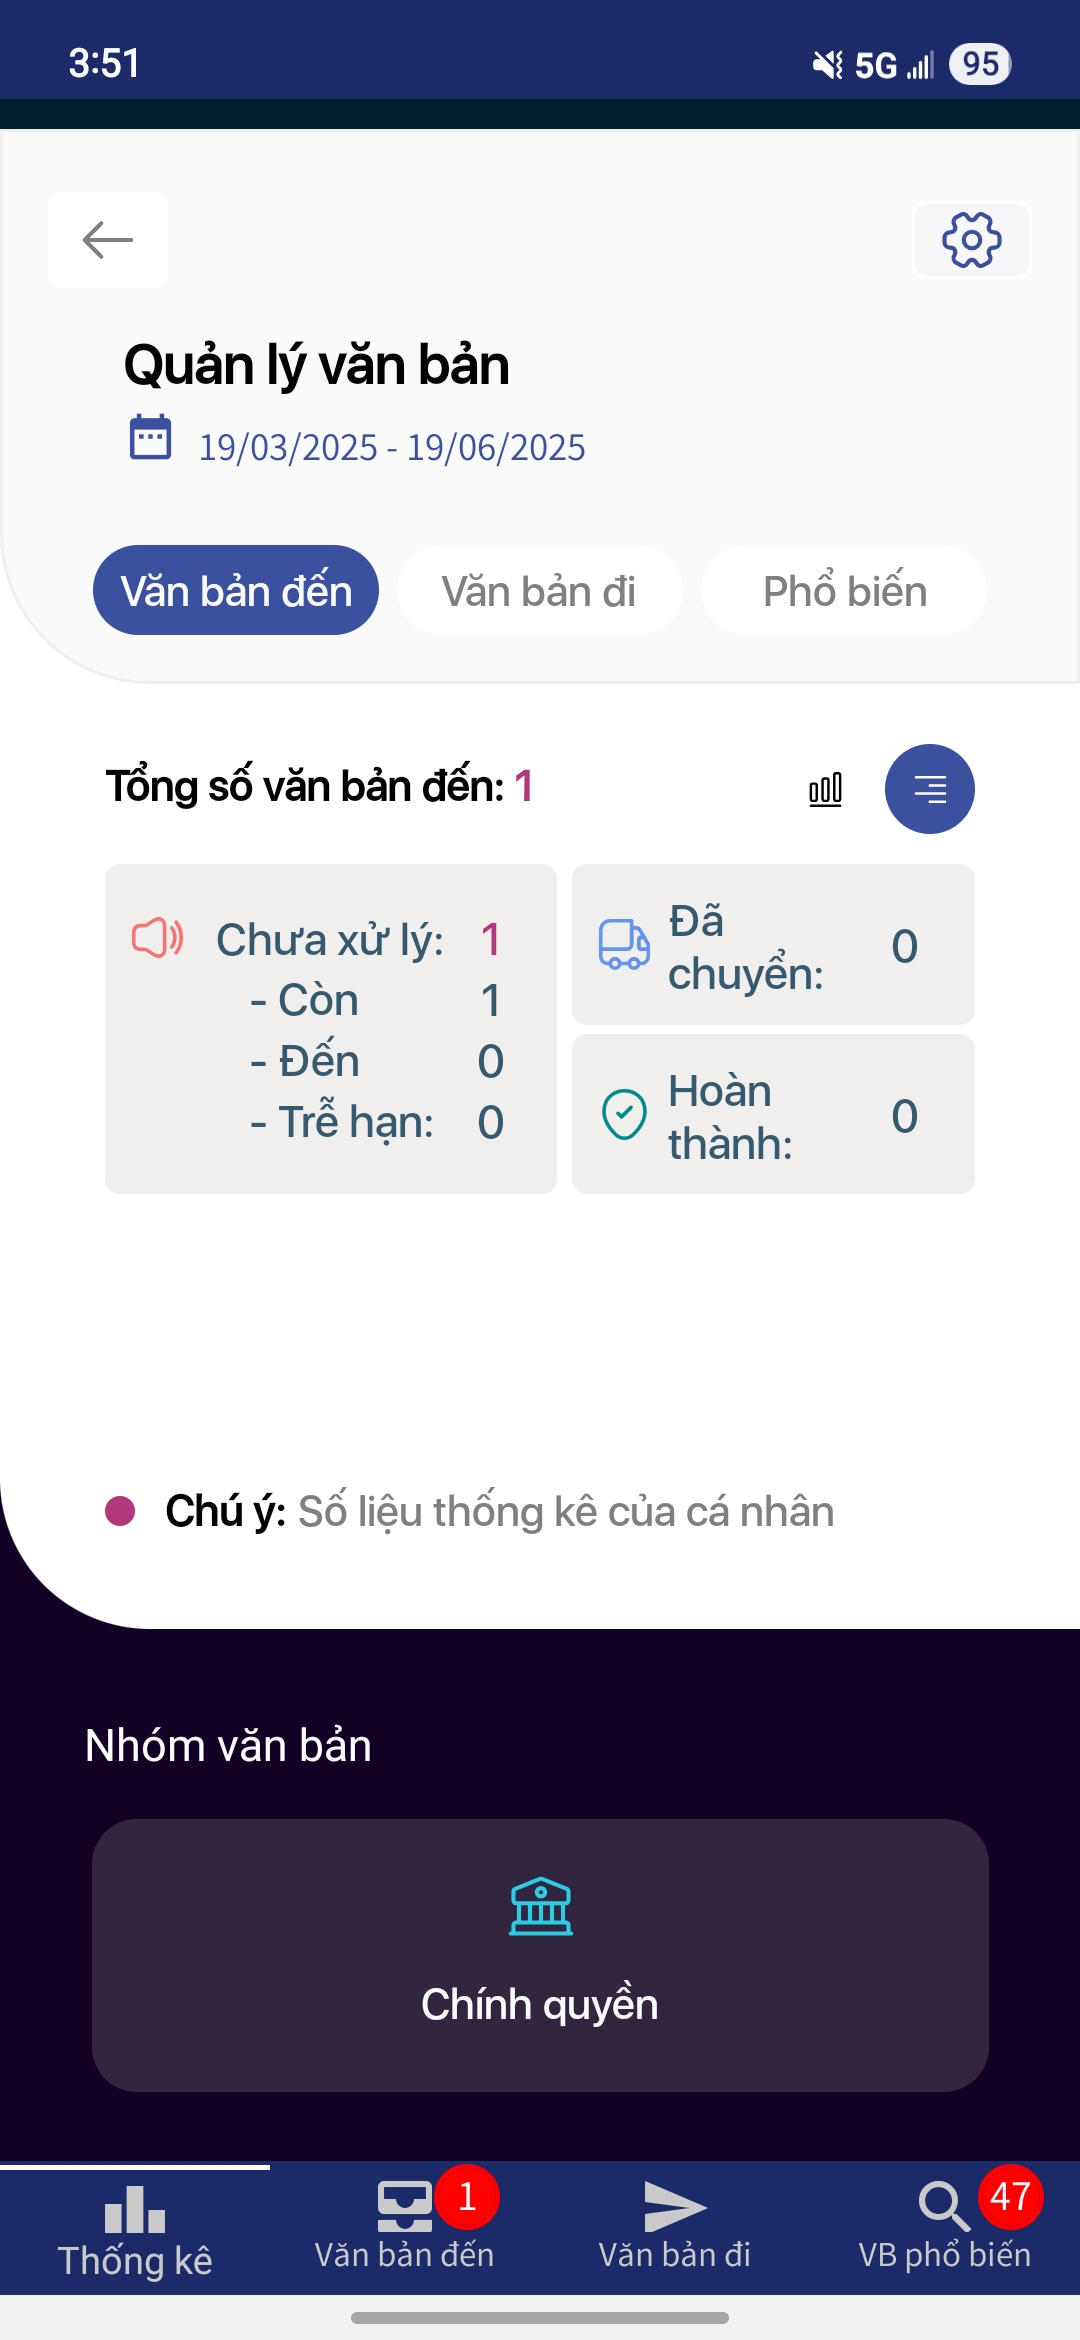 3:51
5G
95
Quản lý văn bản
19/03/2025 - 19/06/2025
Văn bản đến
Văn bản đi
Phổ biến
Tổng số văn bản đến: 1
Chưa xử lý: 1
- Còn 1
- Đến 0
- Trễ hạn: 0
Đã
chuyển: 0
Hoàn
thành: 0
Chú ý: Số liệu thống kê của cá nhân
Nhóm văn bản
Chính quyền
Thống kê
1
Văn bản đến
Văn bản đi
47
VB phổ biến